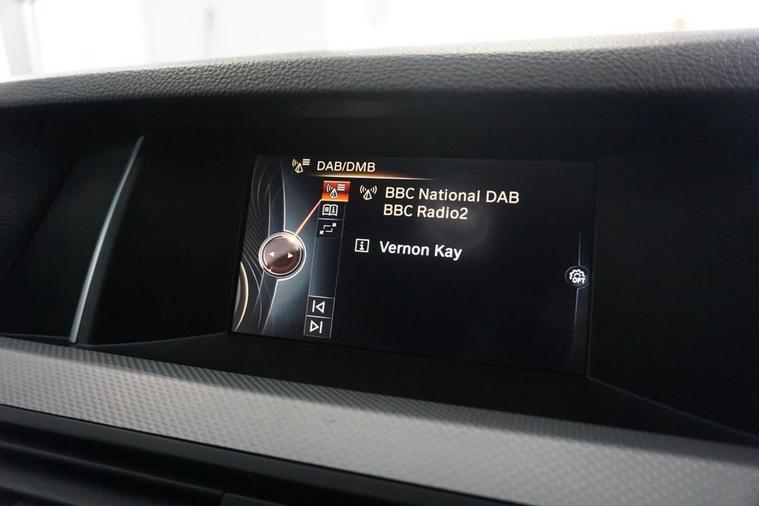 DAB/DMB
BBC National DAB
BBC Radio2
Vernon Kay
OPT